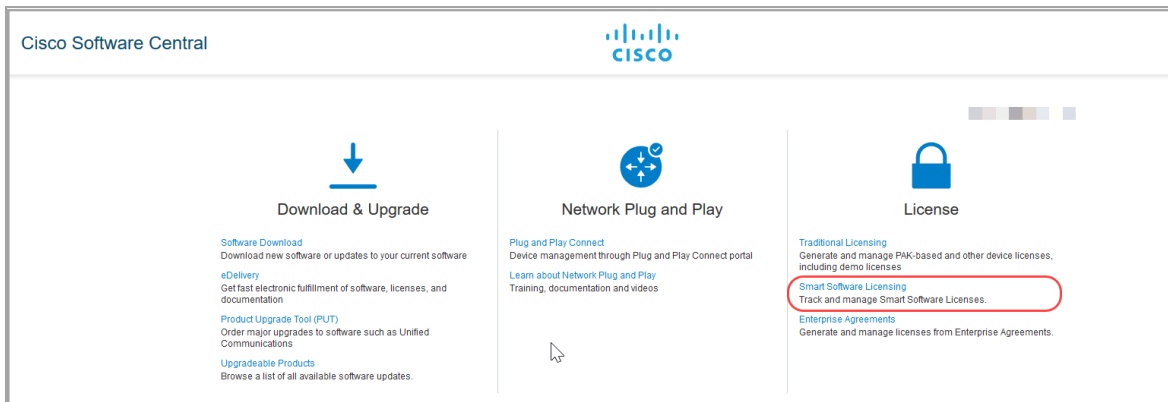 Cisco Software Central
CISCO
Download & Upgrade
Software Download
Download new software or updates to your current software
eDelivery
Get fast electronic fulfillment of software, licenses, and
documentation
Product Upgrade Tool (PUT)
Order major upgrades to software such as Unified
Communications
Upgradeable Products
Browse a list of all available software updates.
Network Plug and Play
Plug and Play Connect
Device management through Plug and Play Connect portal
Learn about Network Plug and Play
Training, documentation and videos
License
Traditional Licensing
Generate and manage PAK-based and other device licenses,
including demo licenses
Smart Software Licensing
Track and manage Smart Software Licenses.
Enterprise Agreements
Generate and manage licenses from Enterprise Agreements.